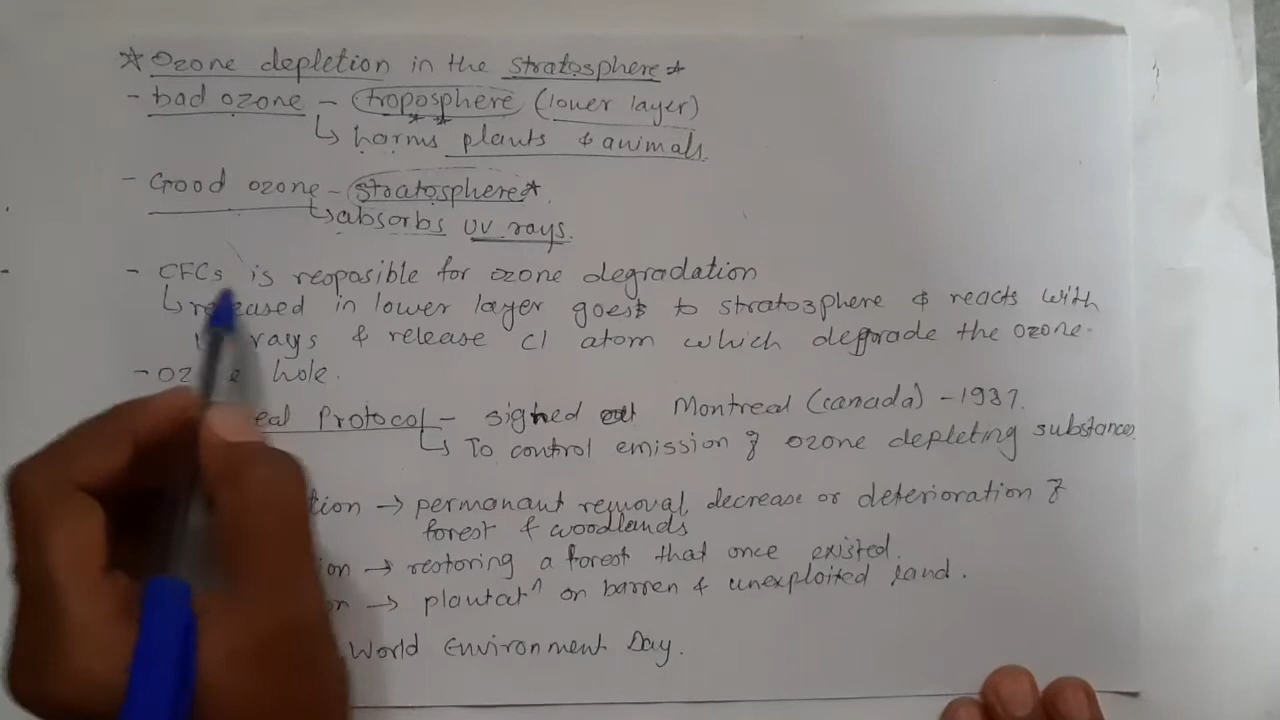 * Ozone depletion in the stratosphere *
- bad ozone - troposphere (lower layer)
↳ harms plants & animals.
- Good ozone - stratosphere*.
↳ absorbs UV rays.
- CFCs is resposible for ozone degradation
↳ released in lower layer goes to stratosphere & reacts with
rays & release Cl atom which degrade the ozone.
- hole.
eal Protocol - signed Montreal (canada) - 1987.
↳ To control emission of ozone depleting substances
tion → permanant removal, decrease or deterioration of
forest & woodlands
ion → restoring a forest that once existed.
on → plantatⁿ on barren & unexploited land.
World Environment Day.